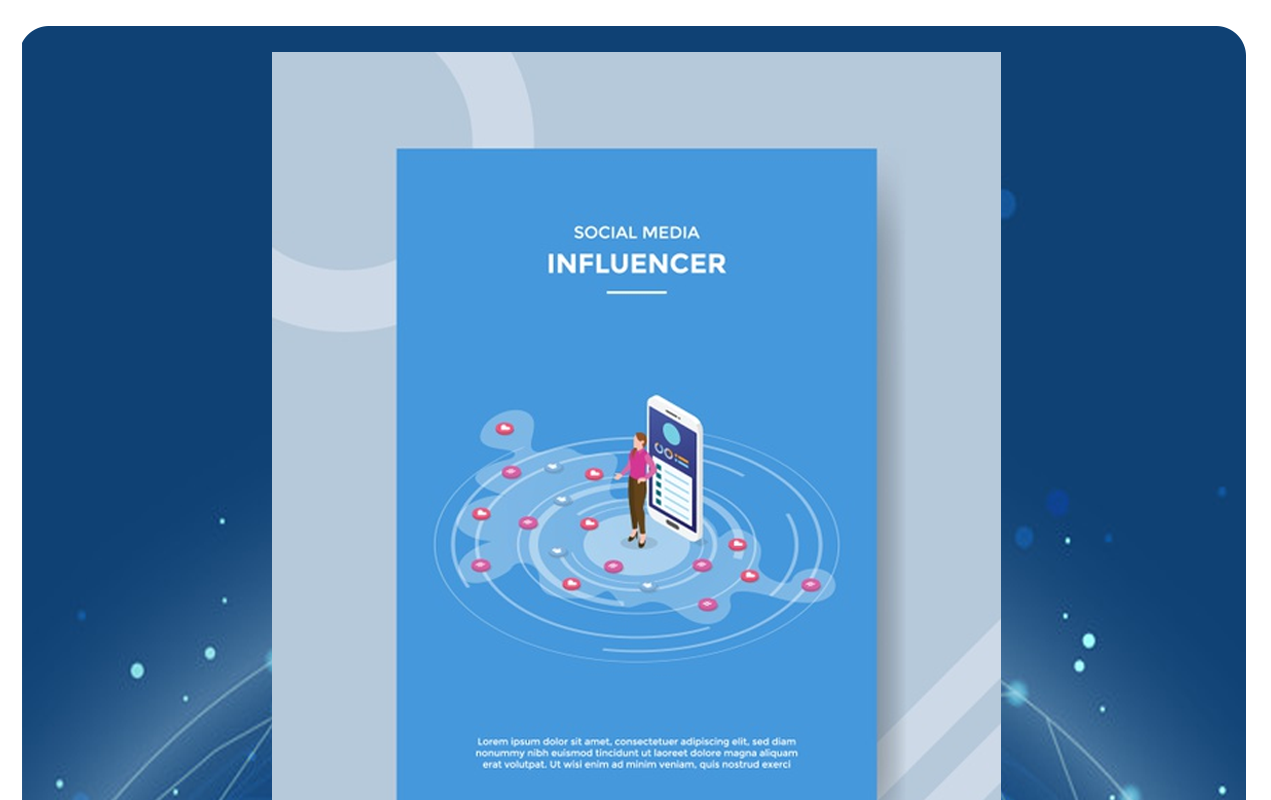 SOCIAL MEDIA
INFLUENCER
Lorem ipsum dolor sit amet, consectetuer adipiscing elit, sed diam
nonummy nibh euismod tincidunt ut laoreet dolore magna aliquam
erat volutpat. Ut wisi enim ad minim veniam, quis nostrud exerci